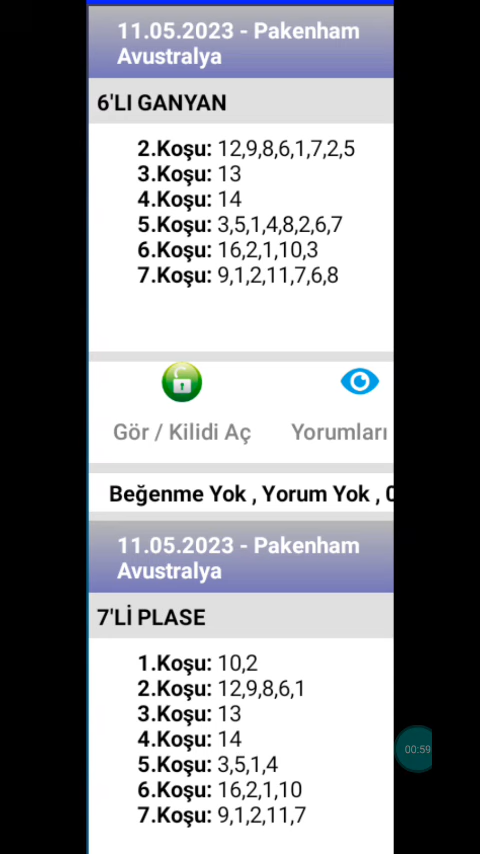 11.05.2023 - Pakenham
Avustralya
6'LI GANYAN
2.Koşu: 12,9,8,6,1,7,2,5
3.Koşu: 13
4.Koşu: 14
5.Koşu: 3,5,1,4,8,2,6,7
6.Koşu: 16,2,1,10,3
7.Koşu: 9,1,2,11,7,6,8
Gör / Kilidi Aç Yorumları
Beğenme Yok , Yorum Yok , 0
11.05.2023 - Pakenham
Avustralya
7'Lİ PLASE
1.Koşu: 10,2
2.Koşu: 12,9,8,6,1
3.Koşu: 13
4.Koşu: 14
00:59
5.Koşu: 3,5,1,4
6.Koşu: 16,2,1,10
7.Koşu: 9,1,2,11,7